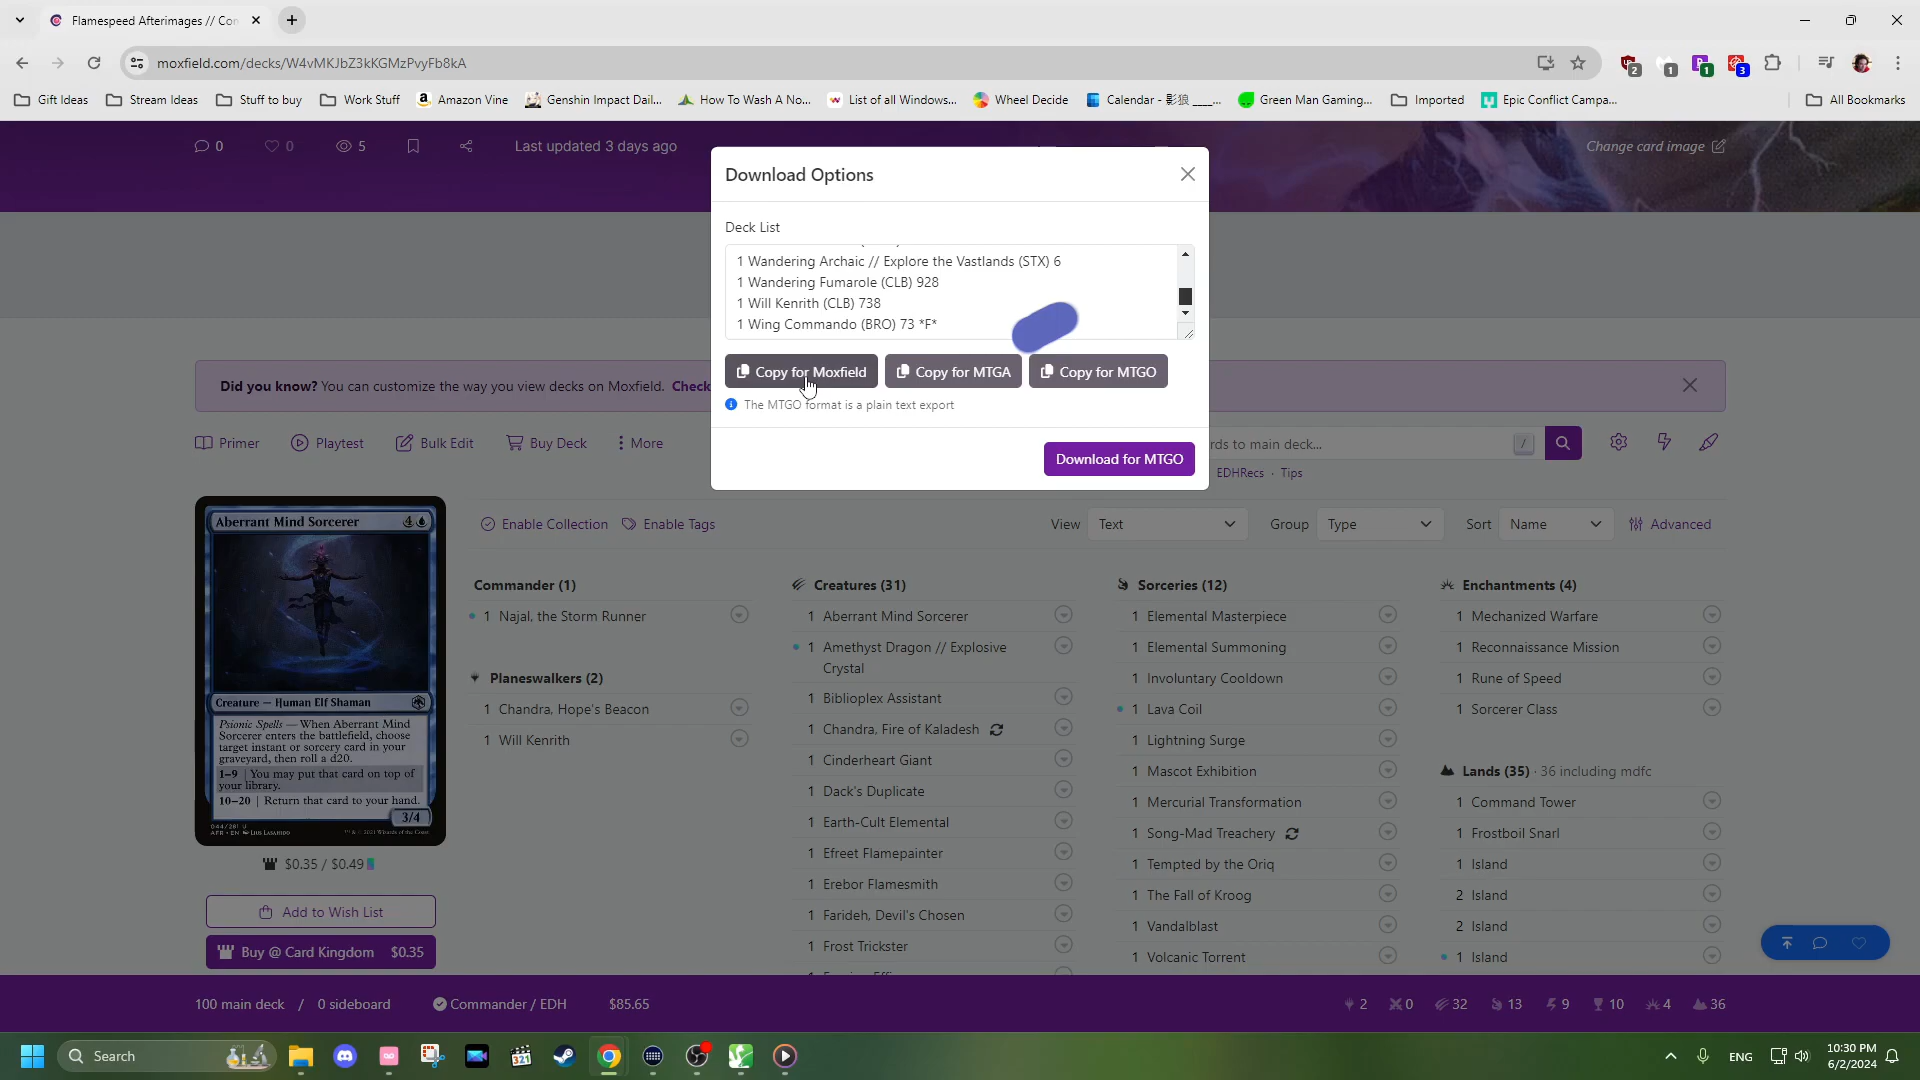 Flamespeed Afterimages // Con
moxfield.com/decks/W4vMKJbZ3kKGMzPvyFb8kA
2
1
1
3
Gift Ideas
Stream Ideas
Stuff to buy
Work Stuff
Amazon Vine
Genshin Impact Dail...
How To Wash A No...
List of all Windows...
Wheel Decide
Calendar - 影狼 ____...
Green Man Gaming...
Imported
Epic Conflict Campa...
All Bookmarks
0
0
5
Last updated 3 days ago
Change card image
Download Options
Deck List
1 Wandering Archaic // Explore the Vastlands (STX) 6
1 Wandering Fumarole (CLB) 928
1 Will Kenrith (CLB) 738
1 Wing Commando (BRO) 73 *F*
Copy for Moxfield
Copy for MTGA
Copy for MTGO
The MTGO format is a plain text export
Download for MTGO
Did you know? You can customize the way you view decks on Moxfield. Check
Primer
Playtest
Bulk Edit
Buy Deck
More
rds to main deck...
/
EDHRecs · Tips
Enable Collection
Enable Tags
View
Text
Group
Type
Sort
Name
Advanced
Aberrant Mind Sorcerer
4
Creature — Human Elf Shaman
Psionic Spells — When Aberrant Mind
Sorcerer enters the battlefield, choose
target instant or sorcery card in your
graveyard, then roll a d20.
1–9 | You may put that card on top of
your library.
10–20 | Return that card to your hand.
3/4
$0.35 / $0.49
Add to Wish List
Buy @ Card Kingdom $0.35
Commander (1)
1 Najal, the Storm Runner
Planeswalkers (2)
1 Chandra, Hope's Beacon
1 Will Kenrith
Creatures (31)
1 Aberrant Mind Sorcerer
1 Amethyst Dragon // Explosive
Crystal
1 Biblioplex Assistant
1 Chandra, Fire of Kaladesh
1 Cinderheart Giant
1 Dack's Duplicate
1 Earth-Cult Elemental
1 Efreet Flamepainter
1 Erebor Flamesmith
1 Farideh, Devil's Chosen
1 Frost Trickster
Sorceries (12)
1 Elemental Masterpiece
1 Elemental Summoning
1 Involuntary Cooldown
1 Lava Coil
1 Lightning Surge
1 Mascot Exhibition
1 Mercurial Transformation
1 Song-Mad Treachery
1 Tempted by the Oriq
1 The Fall of Kroog
1 Vandalblast
1 Volcanic Torrent
Enchantments (4)
1 Mechanized Warfare
1 Reconnaissance Mission
1 Rune of Speed
1 Sorcerer Class
Lands (35) · 36 including mdfc
1 Command Tower
1 Frostboil Snarl
1 Island
2 Island
2 Island
1 Island
100 main deck / 0 sideboard
Commander / EDH
$85.65
2
0
32
13
9
10
4
36
Search
ENG
10:30 PM
6/2/2024